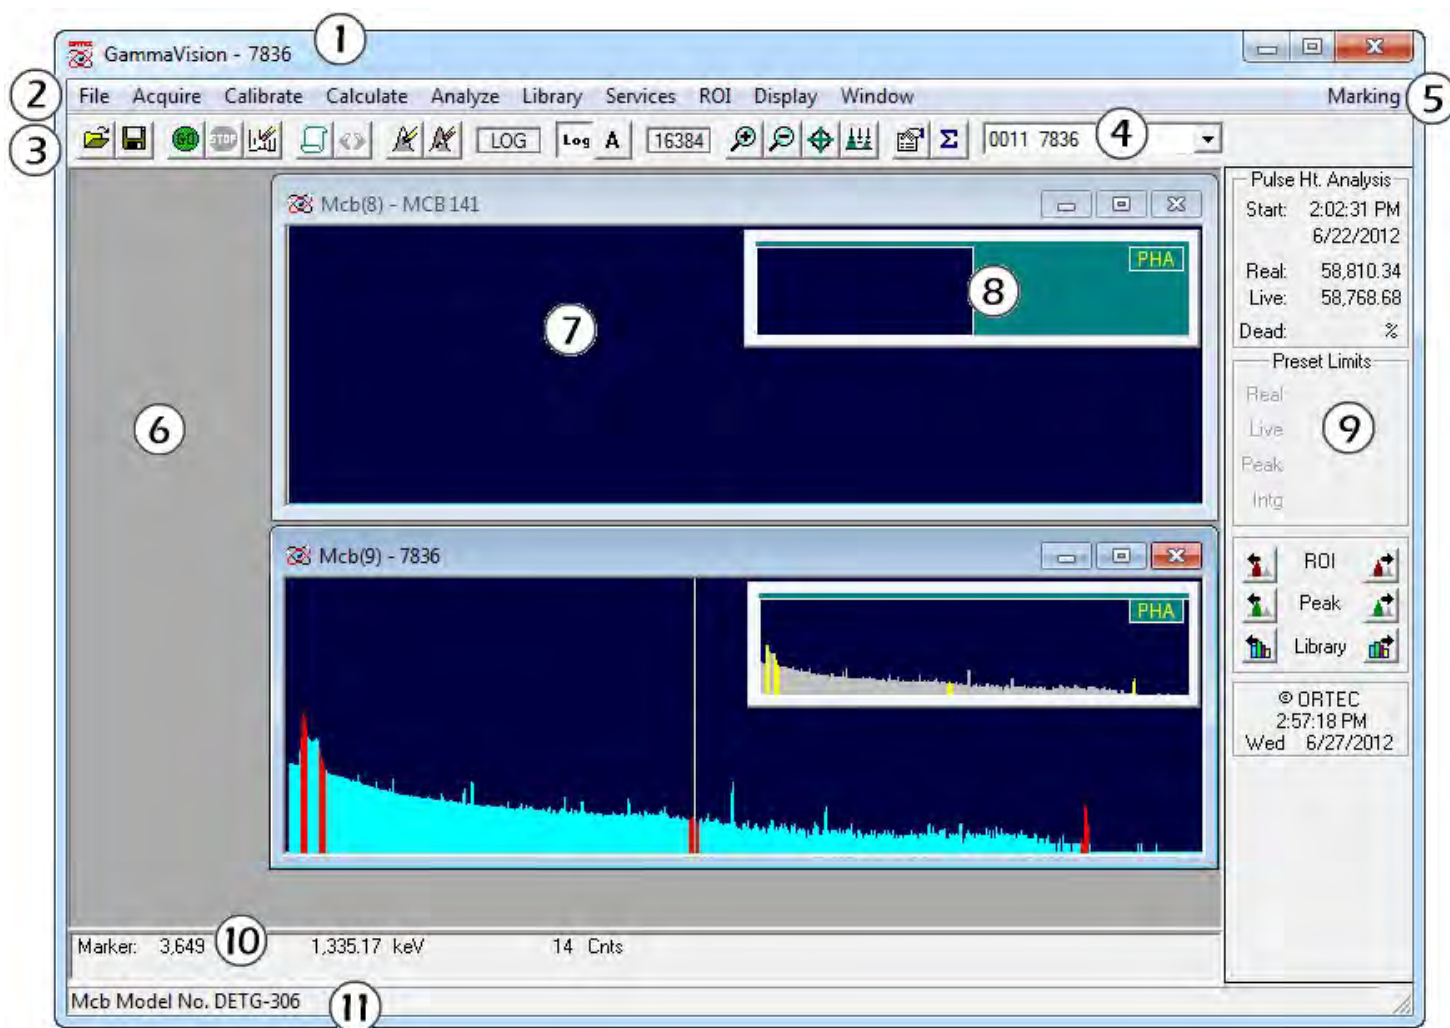 1
GammaVision - 7836
2
File Acquire Calibrate Calculate Analyze Library Services ROI Display Window Marking
5
3
GO STOP LOG Log A 16384 Σ 0011 7836
4
Mcb(8) - MCB 141
PHA
8
7
6
Pulse Ht. Analysis
Start: 2:02:31 PM
6/22/2012
Real: 58,810.34
Live: 58,768.68
Dead: %
Preset Limits
Real
Live
Peak
Intg
9
Mcb(9) - 7836
PHA
ROI
Peak
Library
© ORTEC
2:57:18 PM
Wed 6/27/2012
Marker: 3,649 1,335.17 keV 14 Cnts
10
Mcb Model No. DETG-306
11